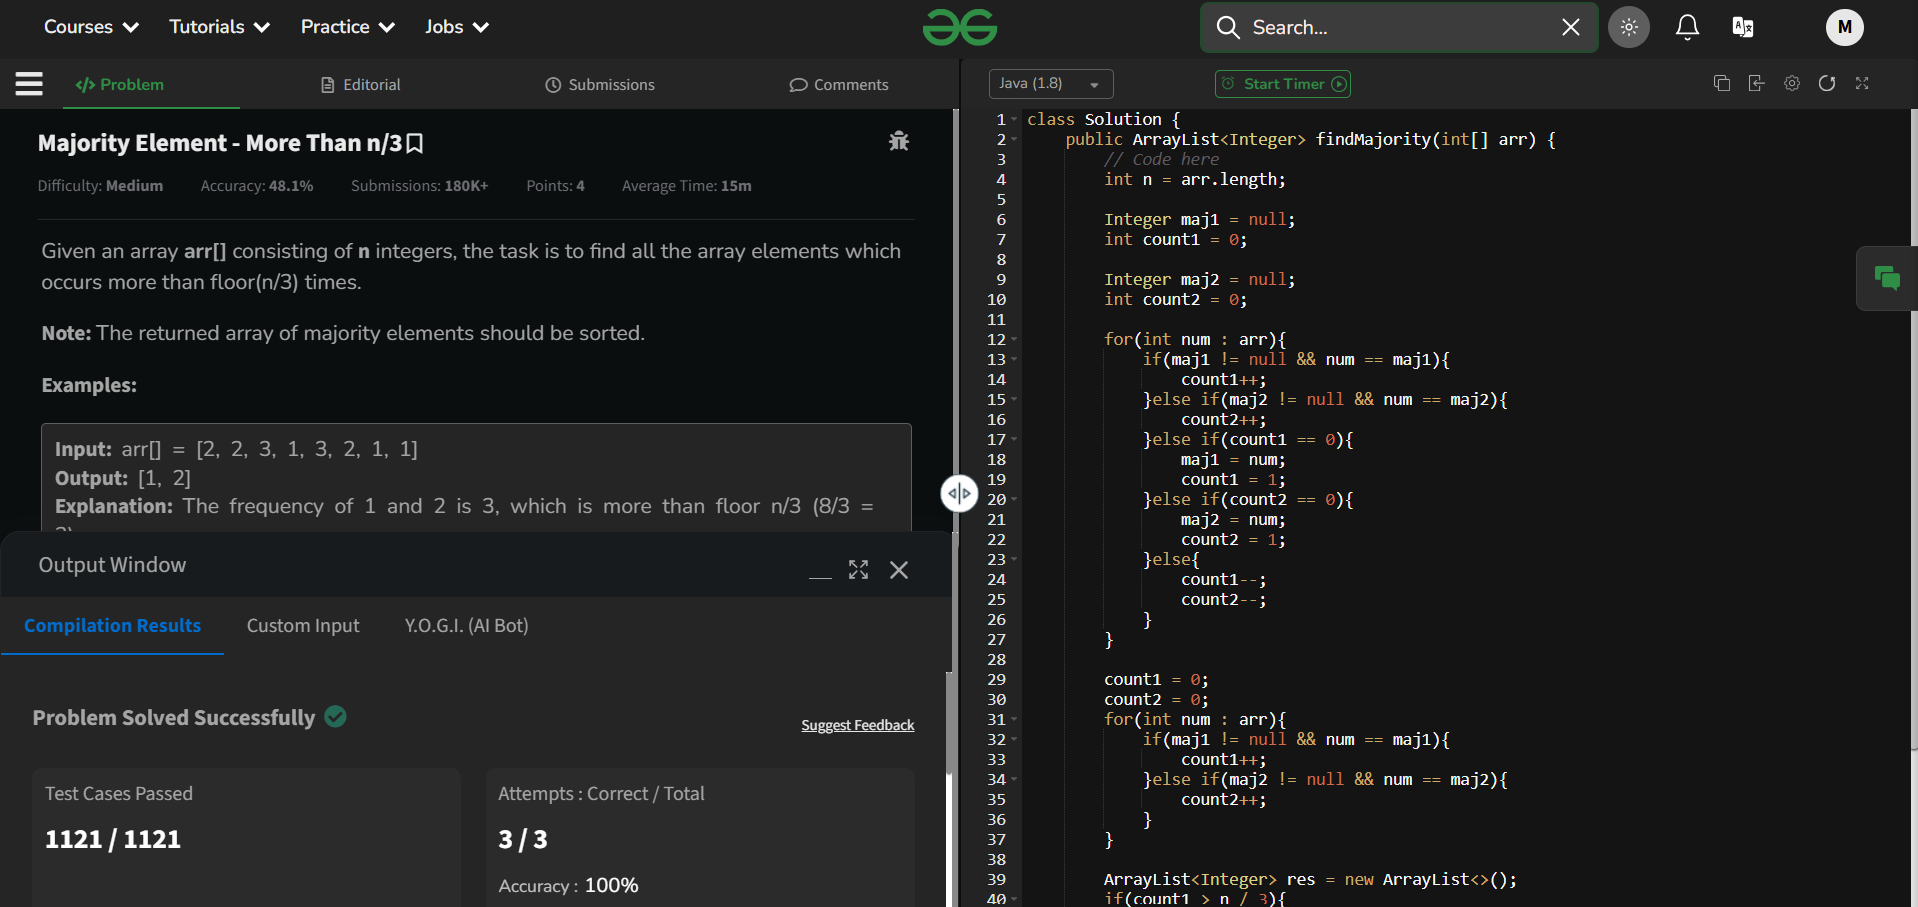 Courses Tutorials Practice Jobs Search... M
Problem Editorial Submissions Comments
Majority Element - More Than n/3
Difficulty: Medium Accuracy: 48.1% Submissions: 180K+ Points: 4 Average Time: 15m
Given an array arr[] consisting of n integers, the task is to find all the array elements which
occurs more than floor(n/3) times.
Note: The returned array of majority elements should be sorted.
Examples:
Input: arr[] = [2, 2, 3, 1, 3, 2, 1, 1]
Output: [1, 2]
Explanation: The frequency of 1 and 2 is 3, which is more than floor n/3 (8/3 =
Output Window
Compilation Results Custom Input Y.O.G.I. (AI Bot)
Problem Solved Successfully
Suggest Feedback
Test Cases Passed
1121 / 1121
Attempts : Correct / Total
3 / 3
Accuracy : 100%
Java (1.8) Start Timer
1 class Solution {
2 public ArrayList<Integer> findMajority(int[] arr) {
3 // Code here
4 int n = arr.length;
5
6 Integer maj1 = null;
7 int count1 = 0;
8
9 Integer maj2 = null;
10 int count2 = 0;
11
12 for(int num : arr){
13 if(maj1 != null && num == maj1){
14 count1++;
15 }else if(maj2 != null && num == maj2){
16 count2++;
17 }else if(count1 == 0){
18 maj1 = num;
19 count1 = 1;
20 }else if(count2 == 0){
21 maj2 = num;
22 count2 = 1;
23 }else{
24 count1--;
25 count2--;
26 }
27 }
28
29 count1 = 0;
30 count2 = 0;
31 for(int num : arr){
32 if(maj1 != null && num == maj1){
33 count1++;
34 }else if(maj2 != null && num == maj2){
35 count2++;
36 }
37 }
38
39 ArrayList<Integer> res = new ArrayList<>();
40 if(count1 > n / 3){